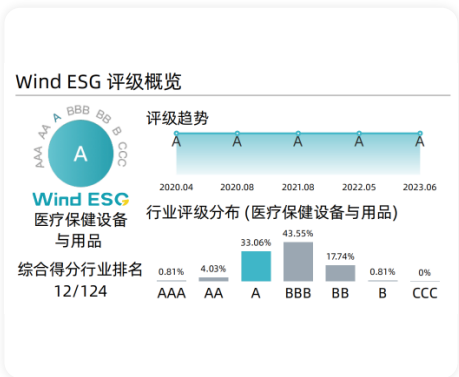 Wind ESG 评级概览
AAA AA A BBB BB B CCC
A
Wind ESG
医疗保健设备
与用品
综合得分行业排名
12/124
评级趋势
A A A A A
2020.04 2020.08 2021.08 2022.05 2023.06
行业评级分布 (医疗保健设备与用品)
0.81% 4.03% 33.06% 43.55% 17.74% 0.81% 0%
AAA AA A BBB BB B CCC